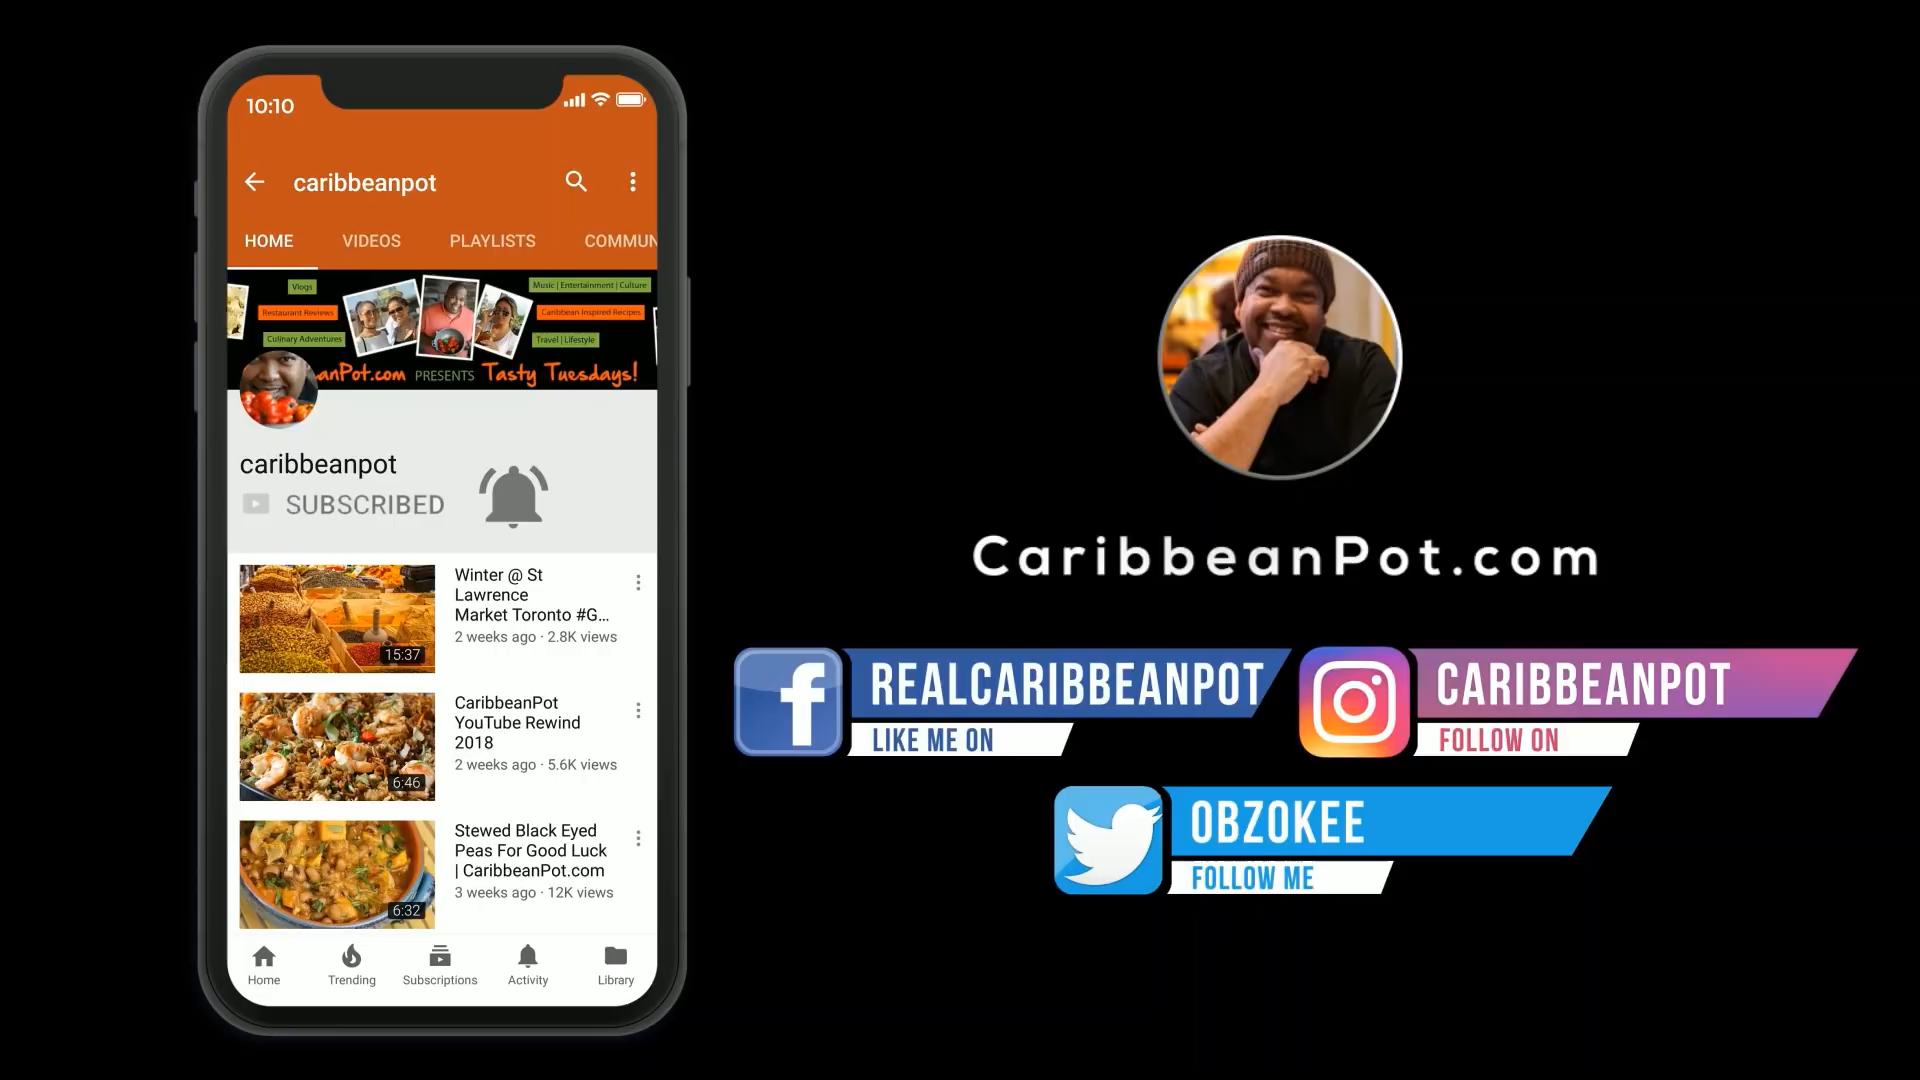 10:10
caribbeanpot
HOME VIDEOS PLAYLISTS COMMUN
Vlogs
Restaurant Reviews
Culinary Adventures
Music | Entertainment | Culture
Caribbean Inspired Recipes
Travel | Lifestyle
anPot.com PRESENTS Tasty Tuesdays!
caribbeanpot
SUBSCRIBED
Winter @ St
Lawrence
Market Toronto #G...
2 weeks ago · 2.8K views
15:37
CaribbeanPot
YouTube Rewind
2018
2 weeks ago · 5.6K views
6:46
Stewed Black Eyed
Peas For Good Luck
| CaribbeanPot.com
3 weeks ago · 12K views
6:32
Home Trending Subscriptions Activity Library
CaribbeanPot.com
REALCARIBBEANPOT
LIKE ME ON
CARIBBEANPOT
FOLLOW ON
OBZOKEE
FOLLOW ME